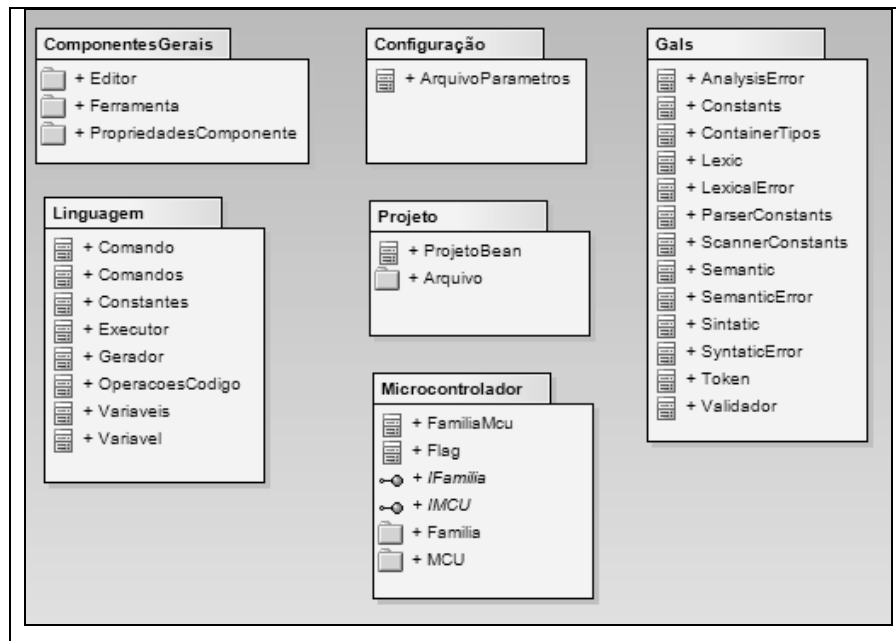 ComponentesGerais
+ Editor
+ Ferramenta
+ PropriedadesComponente
Configuração
+ ArquivoParametros
Gals
+ AnalysisError
+ Constants
+ ContainerTipos
+ Lexic
+ LexicalError
+ ParserConstants
+ ScannerConstants
+ Semantic
+ SemanticError
+ Sintatic
+ SyntaticError
+ Token
+ Validador
Linguagem
+ Comando
+ Comandos
+ Constantes
+ Executor
+ Gerador
+ OperacoesCodigo
+ Variaveis
+ Variavel
Projeto
+ ProjetoBean
+ Arquivo
Microcontrolador
+ FamiliaMcu
+ Flag
+ IFamilia
+ IMCU
+ Familia
+ MCU